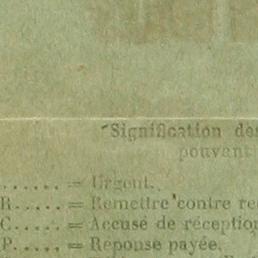 Signification des
pouvant
...... = Urgent.
R..... = Remettre contre re
C..... = Accusé de réception
P..... = Réponse payée.